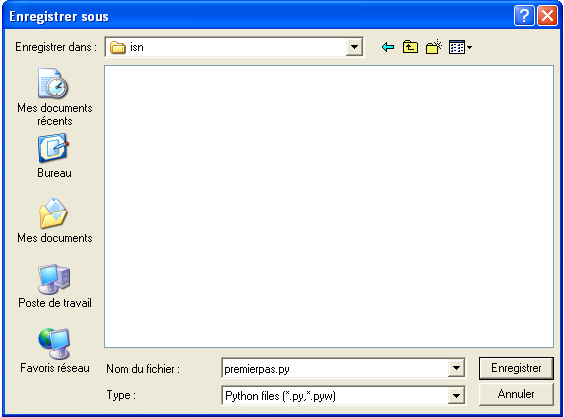 Enregistrer sous
Enregistrer dans :
isn
Mes documents
récents
Bureau
Mes documents
Poste de travail
Favoris réseau
Nom du fichier :
premierpas.py
Enregistrer
Type :
Python files (*.py,*.pyw)
Annuler